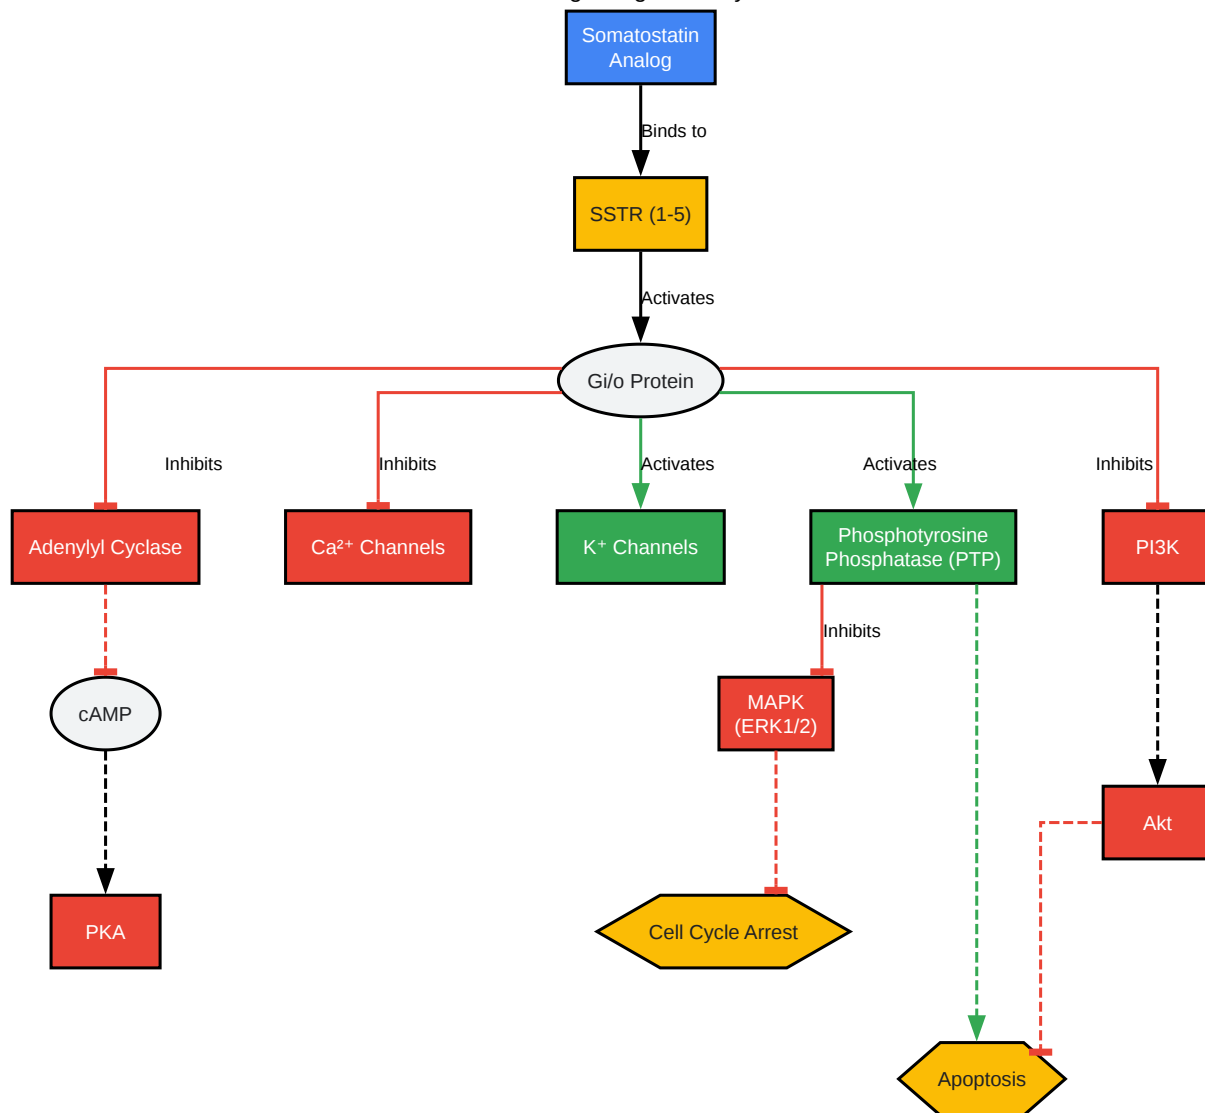 Somatostatin
Analog
Binds to
SSTR (1-5)
Activates
Gi/o Protein
Inhibits
Inhibits
Activates
Activates
Inhibits
Adenylyl Cyclase
Ca²⁺ Channels
K⁺ Channels
Phosphotyrosine
Phosphatase (PTP)
PI3K
Inhibits
cAMP
MAPK
(ERK1/2)
Akt
PKA
Cell Cycle Arrest
Apoptosis